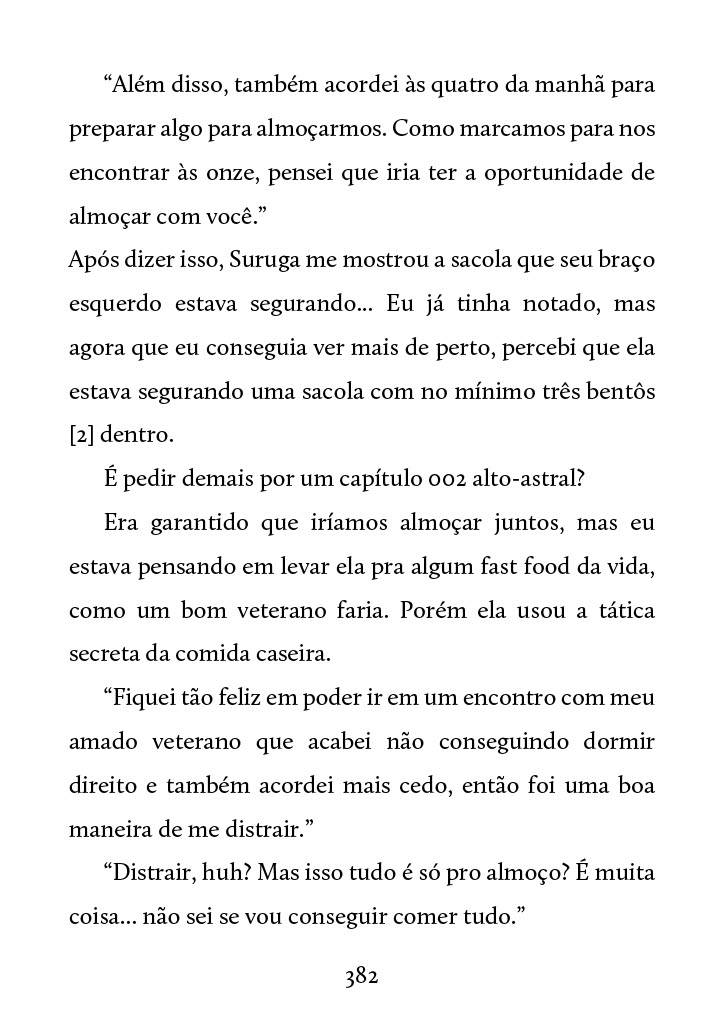 “Além disso, também acordei às quatro da manhã para
preparar algo para almoçarmos. Como marcamos para nos
encontrar às onze, pensei que iria ter a oportunidade de
almoçar com você.”
Após dizer isso, Suruga me mostrou a sacola que seu braço
esquerdo estava segurando... Eu já tinha notado, mas
agora que eu conseguia ver mais de perto, percebi que ela
estava segurando uma sacola com no mínimo três bentôs
[2] dentro.
É pedir demais por um capítulo 002 alto-astral?
Era garantido que iríamos almoçar juntos, mas eu
estava pensando em levar ela pra algum fast food da vida,
como um bom veterano faria. Porém ela usou a tática
secreta da comida caseira.
“Fiquei tão feliz em poder ir em um encontro com meu
amado veterano que acabei não conseguindo dormir
direito e também acordei mais cedo, então foi uma boa
maneira de me distrair.”
“Distrair, huh? Mas isso tudo é só pro almoço? É muita
coisa... não sei se vou conseguir comer tudo.”
382